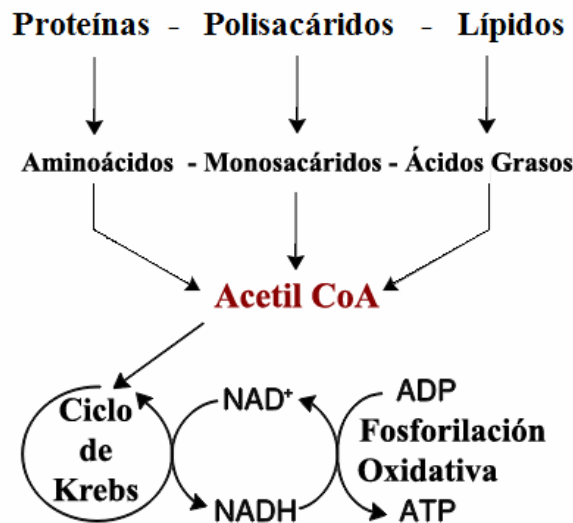 Proteínas - Polisacáridos - Lípidos
Aminoácidos - Monosacáridos - Ácidos Grasos
Acetil CoA
Ciclo
de
Krebs
NAD+
NADH
ADP
Fosforilación
Oxidativa
ATP